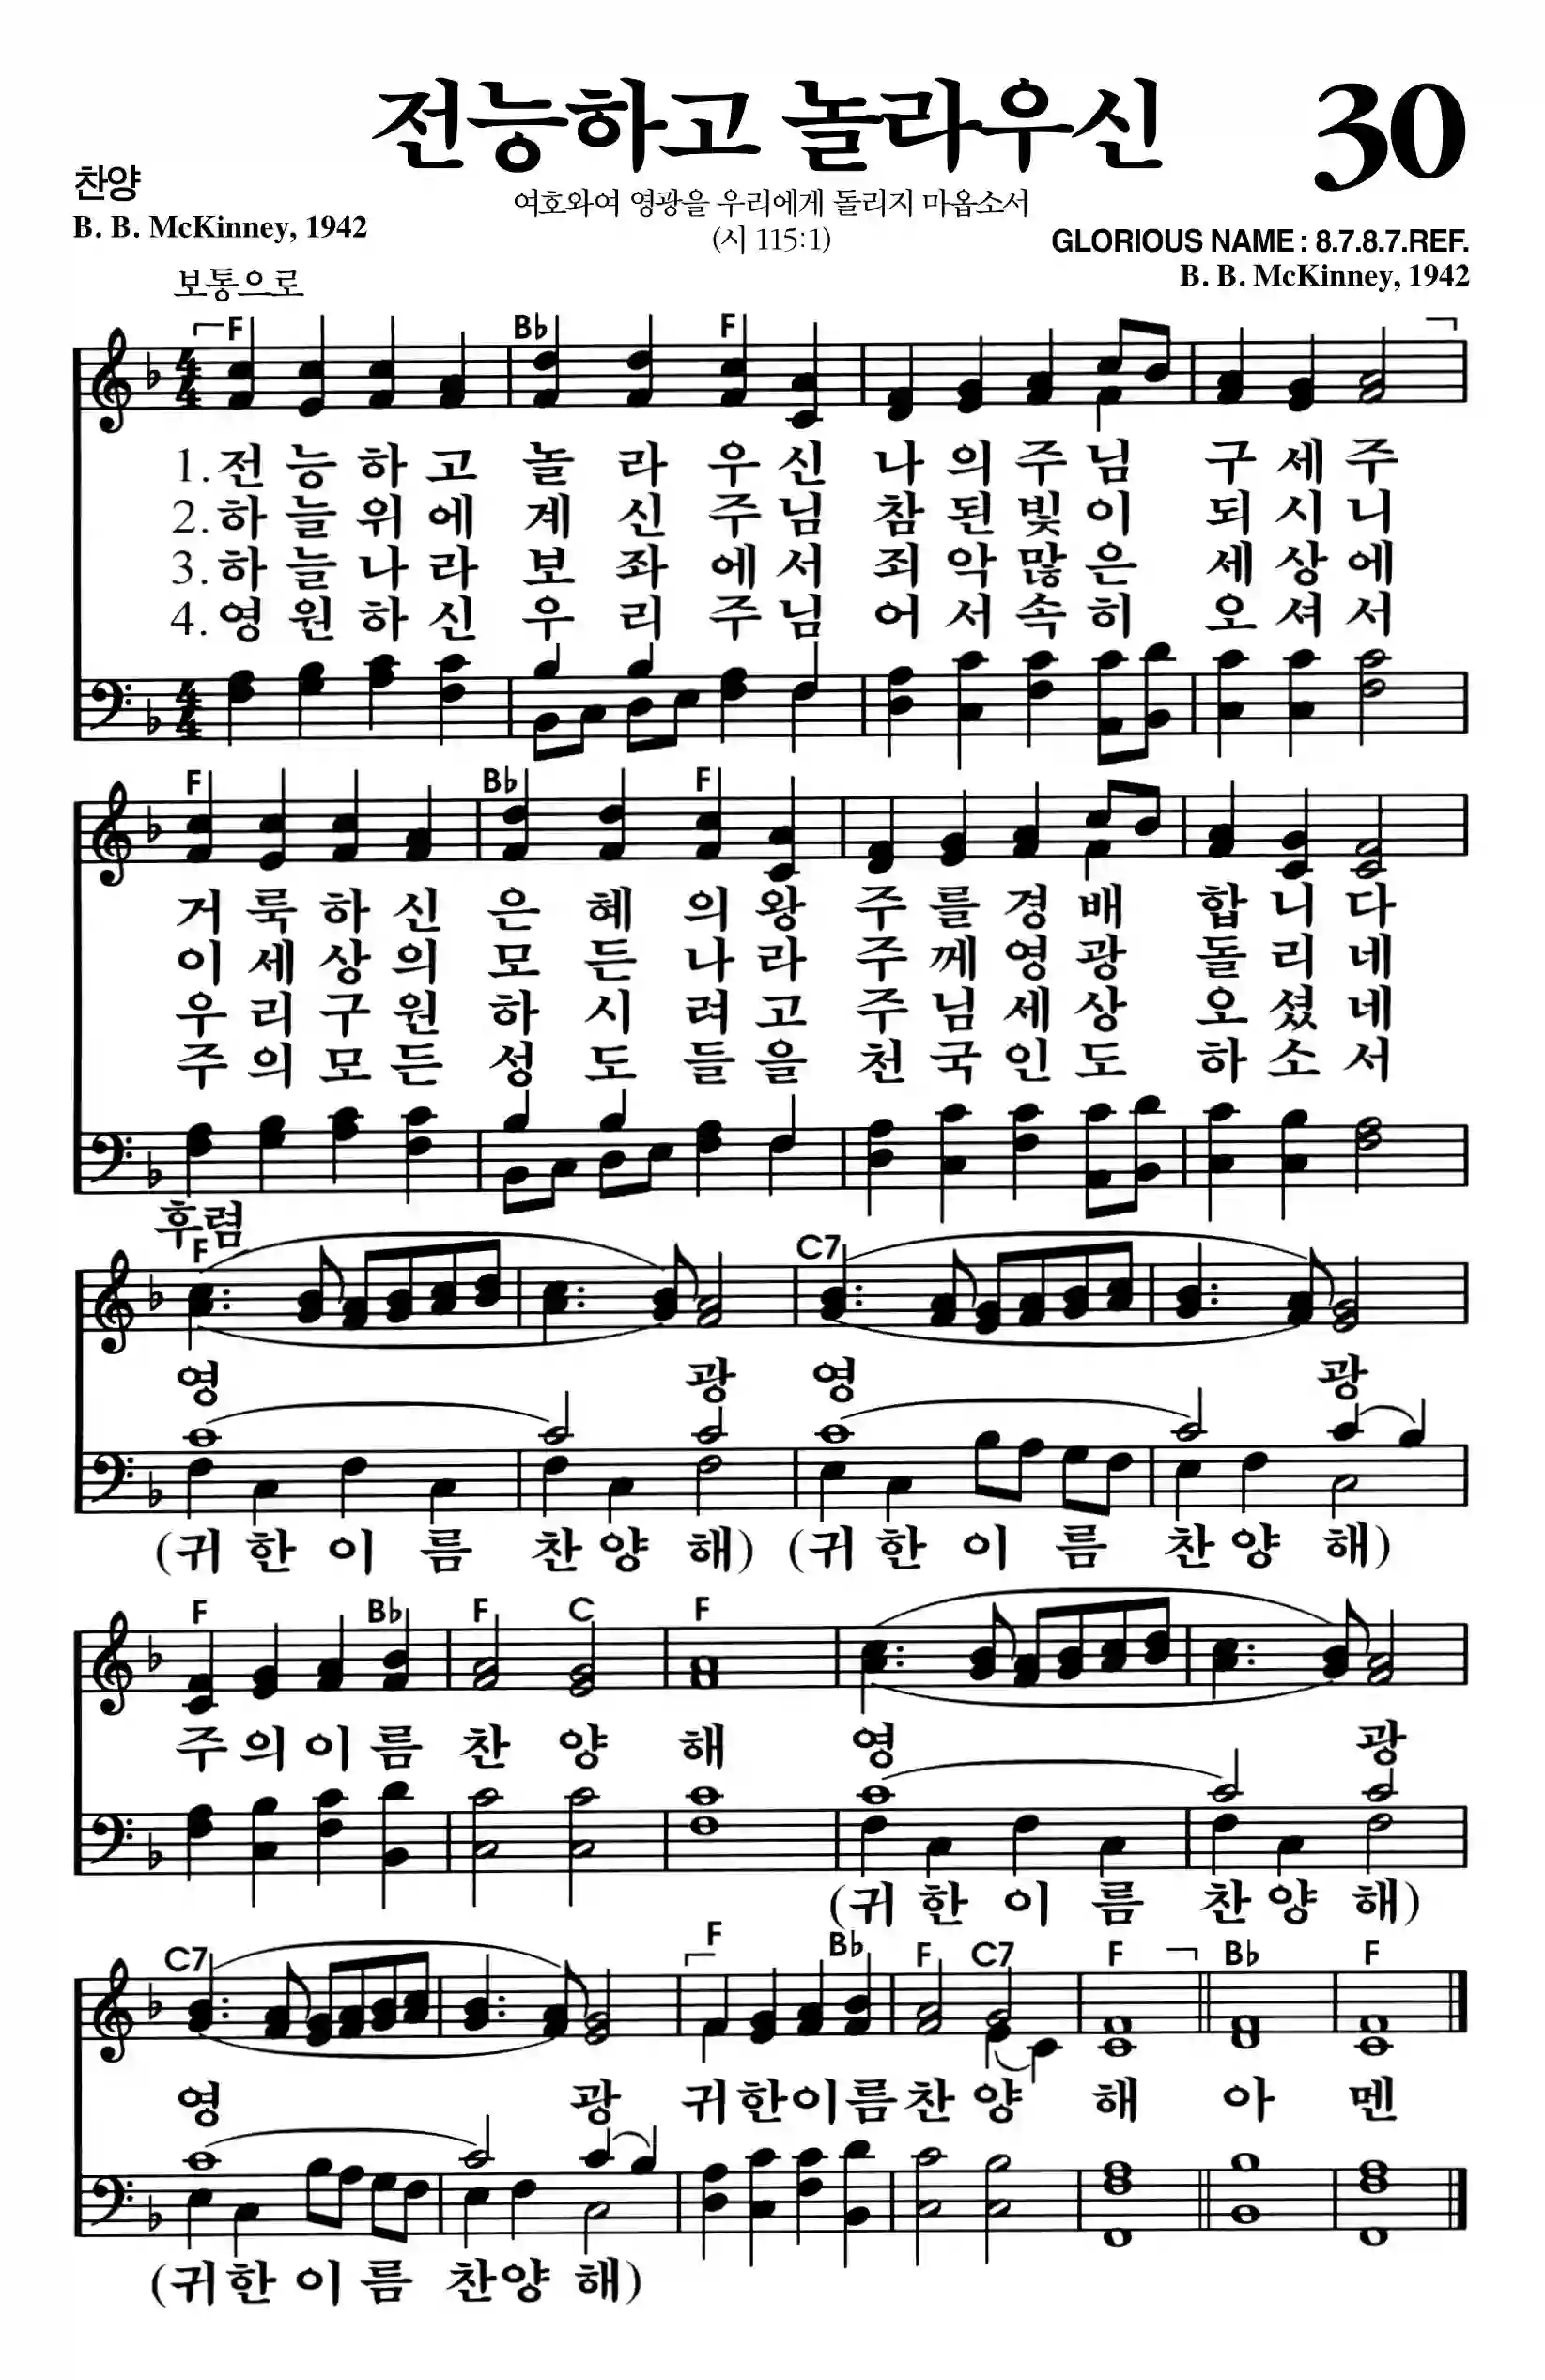 전능하고 놀라우신 30
찬양
여호와여 영광을 우리에게 돌리지 마옵소서
B. B. McKinney, 1942
(시 115:1)
GLORIOUS NAME : 8.7.8.7.REF.
B. B. McKinney, 1942
보통으로
F B♭ F
1. 전 능 하 고 놀 라 우 신 나 의 주 님 구 세 주
2. 하 늘 위 에 계 신 주 님 참 된 빛 이 되 시 니
3. 하 늘 나 라 보 좌 에 서 죄 악 많 은 세 상 에
4. 영 원 하 신 우 리 주 님 어 서 속 히 오 셔 서
F B♭ F
거 룩 하 신 은 혜 의 왕 주 를 경 배 합 니 다
이 세 상 의 모 든 나 라 주 께 영 광 돌 리 네
우 리 구 원 하 시 려 고 주 님 세 상 오 셨 네
주 의 모 든 성 도 들 을 천 국 인 도 하 소 서
후렴
F C7
영 광 영 광
(귀 한 이 름 찬 양 해) (귀 한 이 름 찬 양 해)
F B♭ F C F
주 의 이 름 찬 양 해 영 광
(귀 한 이 름 찬 양 해)
C7 F B♭ F C7 F B♭ F
영 광 귀 한 이 름 찬 양 해 아 멘
(귀 한 이 름 찬 양 해)